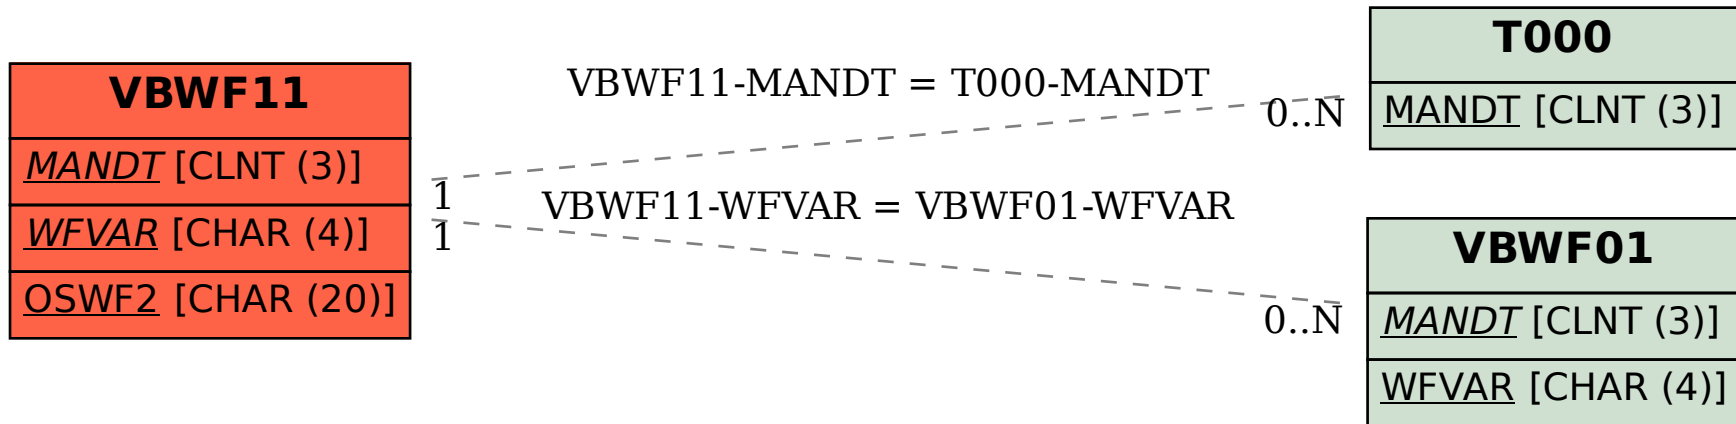 VBWF11
MANDT [CLNT (3)]
WFVAR [CHAR (4)]
OSWF2 [CHAR (20)]
VBWF11-MANDT = T000-MANDT
1
0..N
VBWF11-WFVAR = VBWF01-WFVAR
1
0..N
T000
MANDT [CLNT (3)]
VBWF01
MANDT [CLNT (3)]
WFVAR [CHAR (4)]